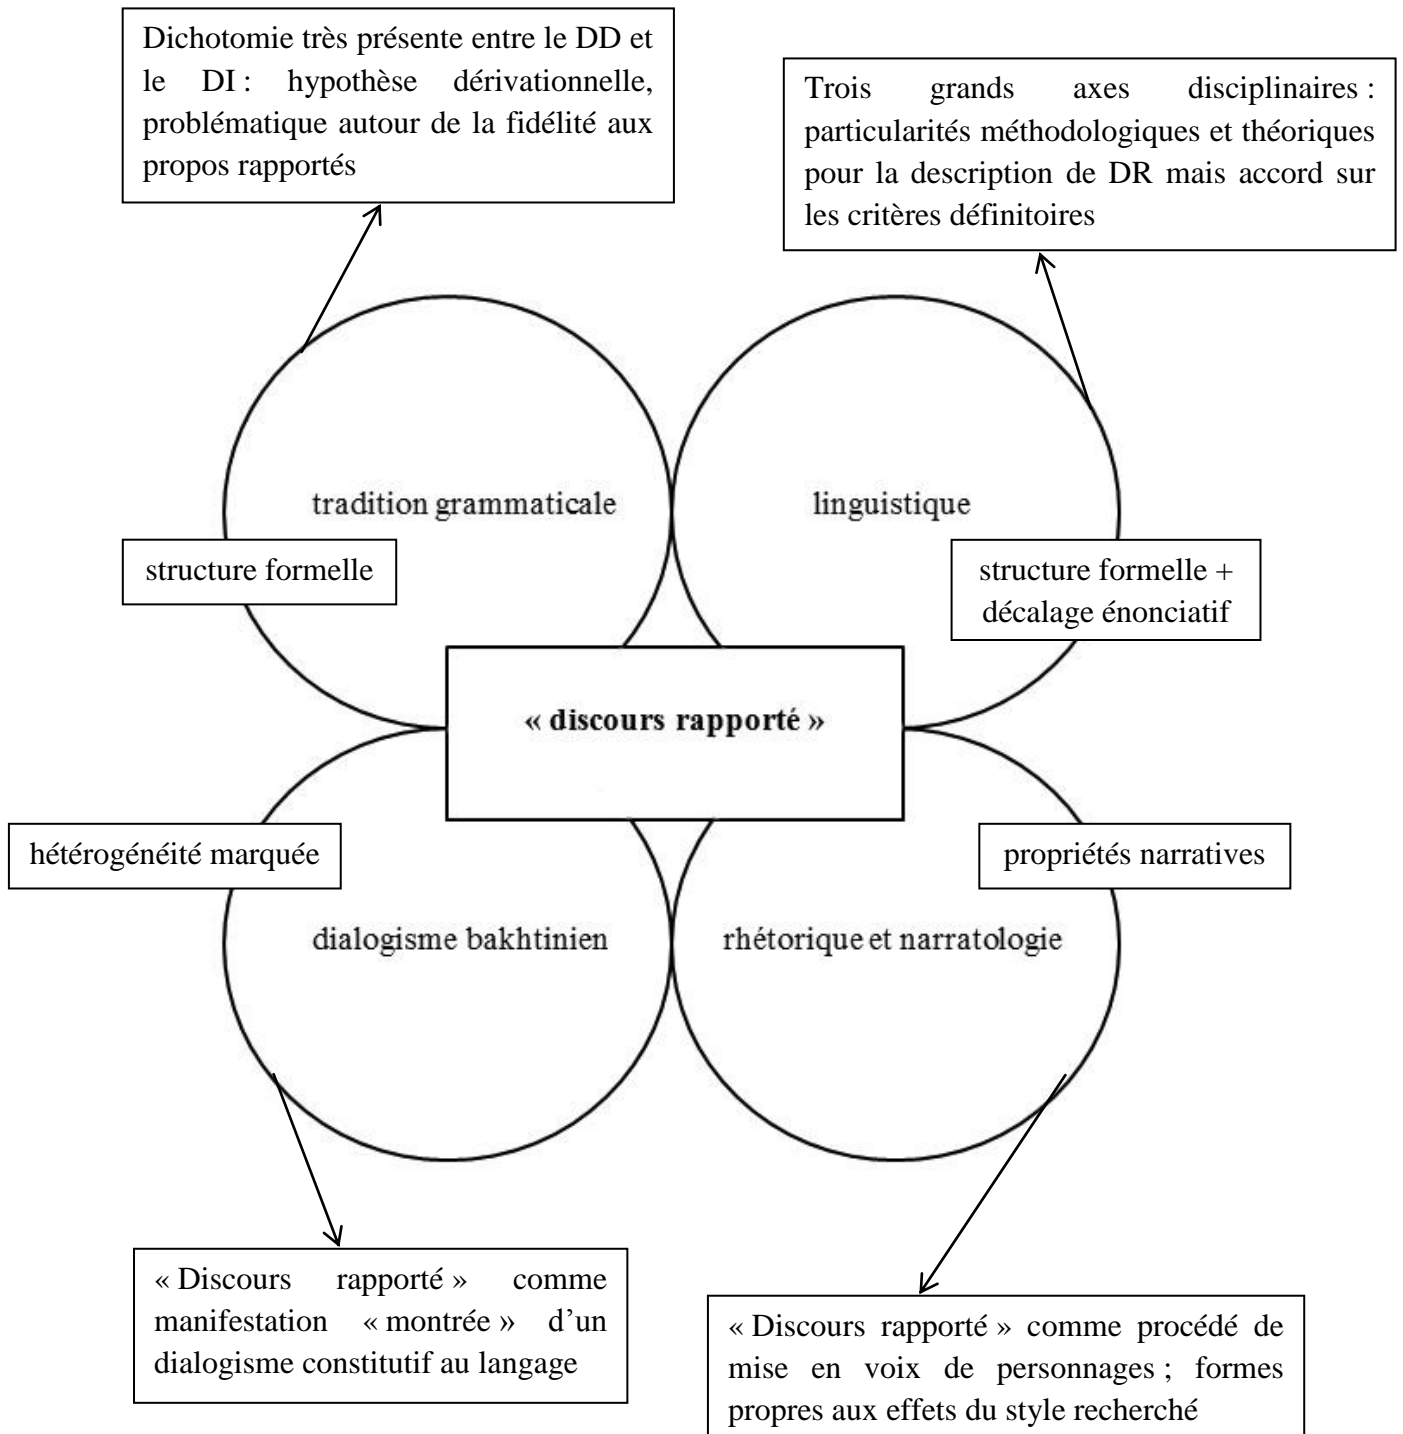 Dichotomie très présente entre le DD et
le DI : hypothèse dérivationnelle,
problématique autour de la fidélité aux
propos rapportés
Trois grands axes disciplinaires :
particularités méthodologiques et théoriques
pour la description de DR mais accord sur
les critères définitoires
tradition grammaticale
linguistique
structure formelle
structure formelle +
décalage énonciatif
« discours rapporté »
hétérogénéité marquée
propriétés narratives
dialogisme bakhtinien
rhétorique et narratologie
« Discours rapporté » comme
manifestation « montrée » d’un
dialogisme constitutif au langage
« Discours rapporté » comme procédé de
mise en voix de personnages ; formes
propres aux effets du style recherché